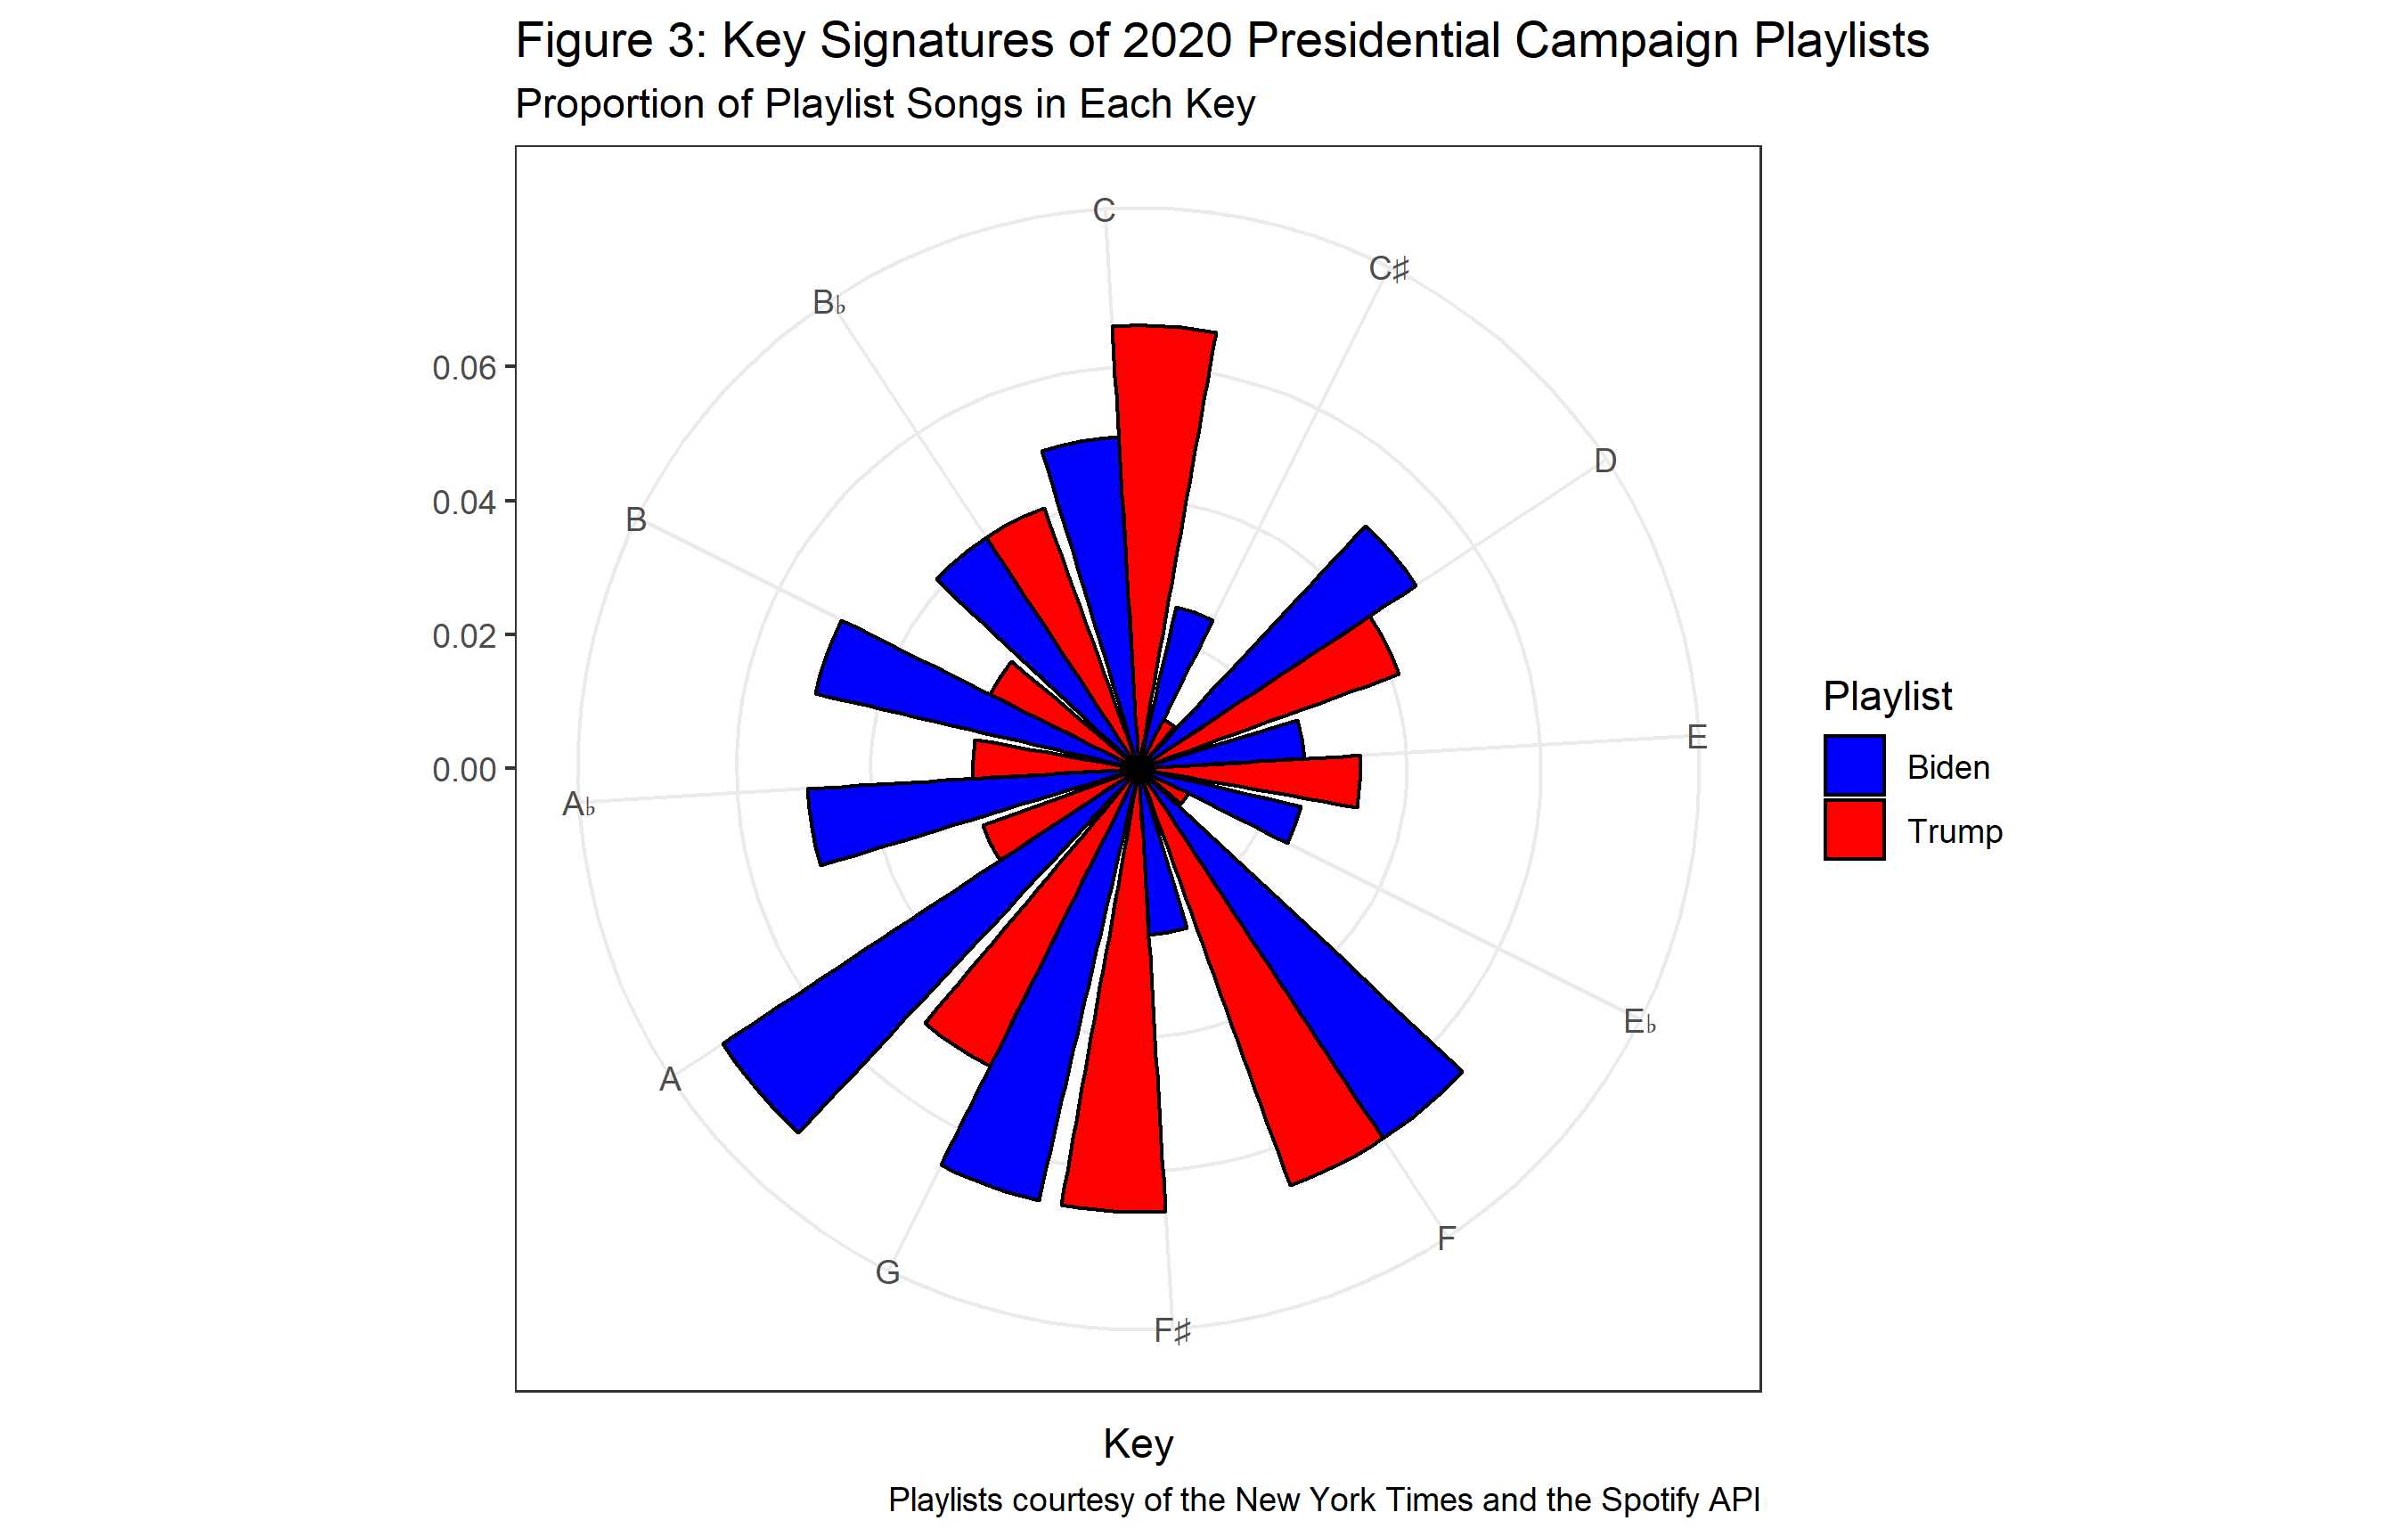 Figure 3: Key Signatures of 2020 Presidential Campaign Playlists
Proportion of Playlist Songs in Each Key
C
C♯
B♭
0.06
D
0.04
B
0.02
Playlist
E
Biden
0.00
A♭
Trump
E♭
A
F
G
F♯
Key
Playlists courtesy of the New York Times and the Spotify API